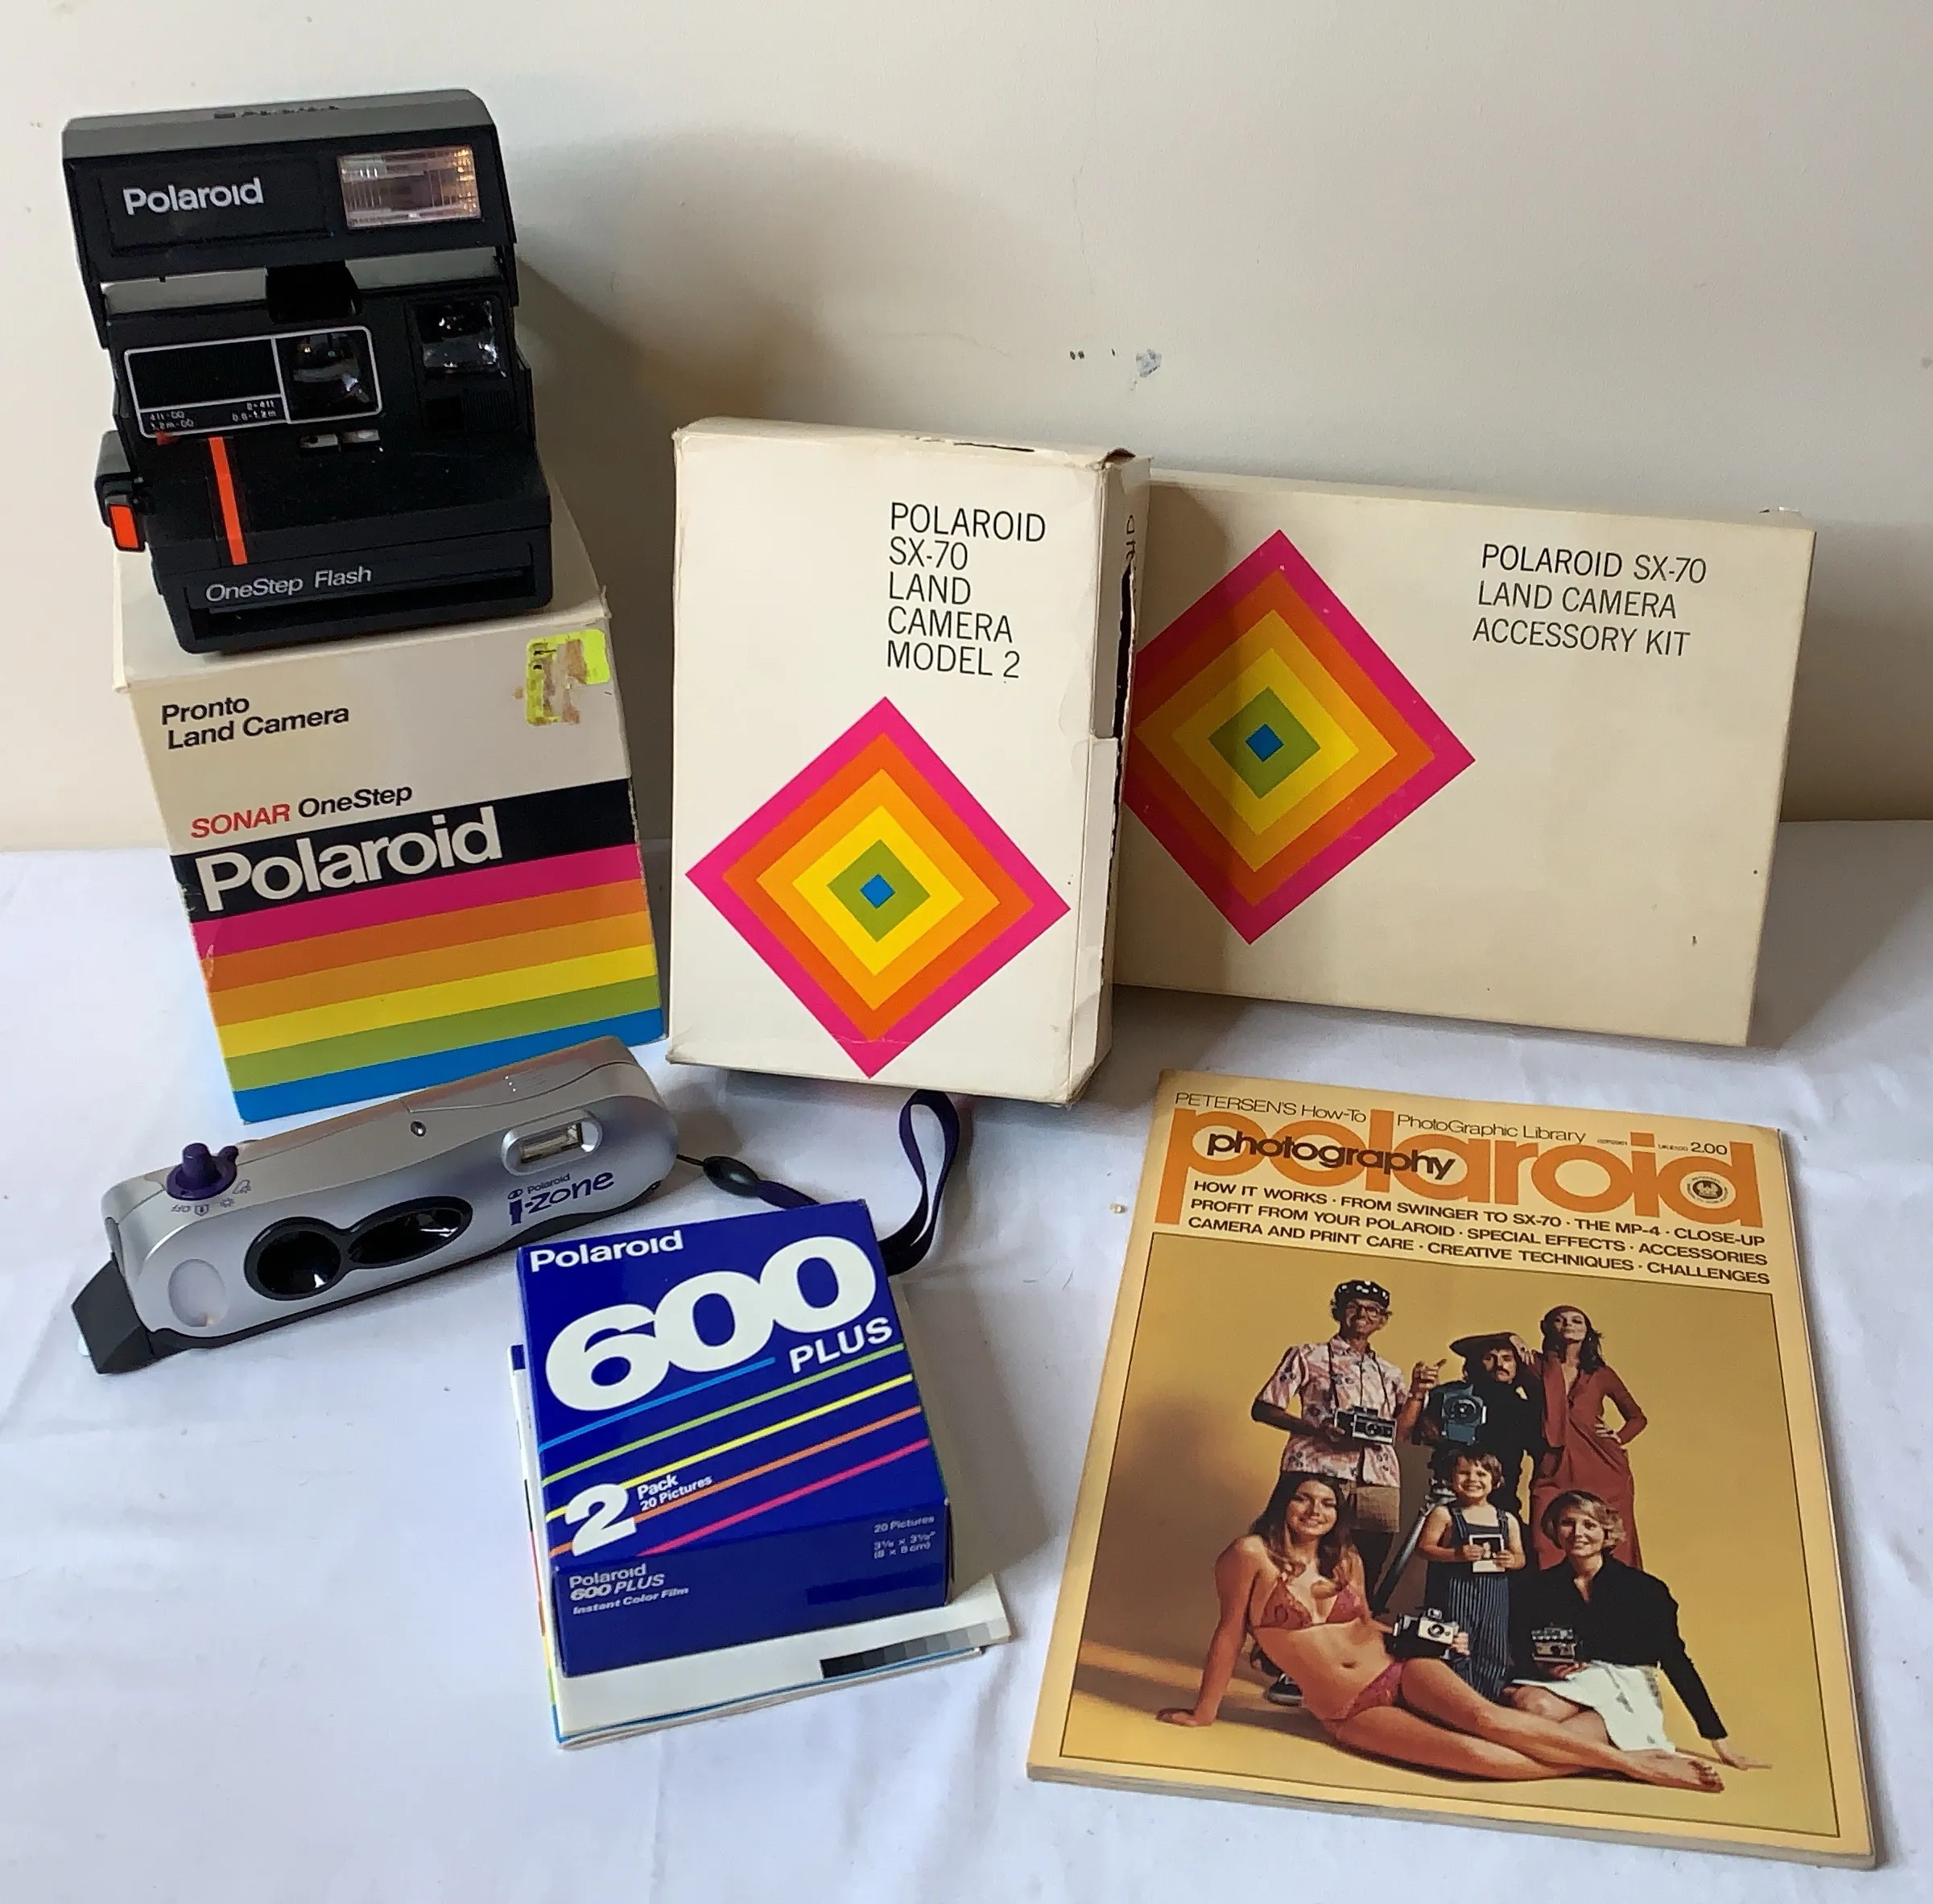 Polaroid
OneStep Flash
Pronto
Land Camera
SONAR OneStep
Polaroid
POLAROID
SX-70
LAND
CAMERA
MODEL 2
POLAROID SX-70
LAND CAMERA
ACCESSORY KIT
OFF
Polaroid
i-zone
Polaroid
600
PLUS
2 Pack
20 Pictures
20 Pictures
Polaroid
600 PLUS
Instant Color Film
PETERSEN'S How-To PhotoGraphic Library
2.00
polaroid
photography
HOW IT WORKS · FROM SWINGER TO SX-70 · THE MP-4 · CLOSE-UP
PROFIT FROM YOUR POLAROID · SPECIAL EFFECTS · ACCESSORIES
CAMERA AND PRINT CARE · CREATIVE TECHNIQUES · CHALLENGES